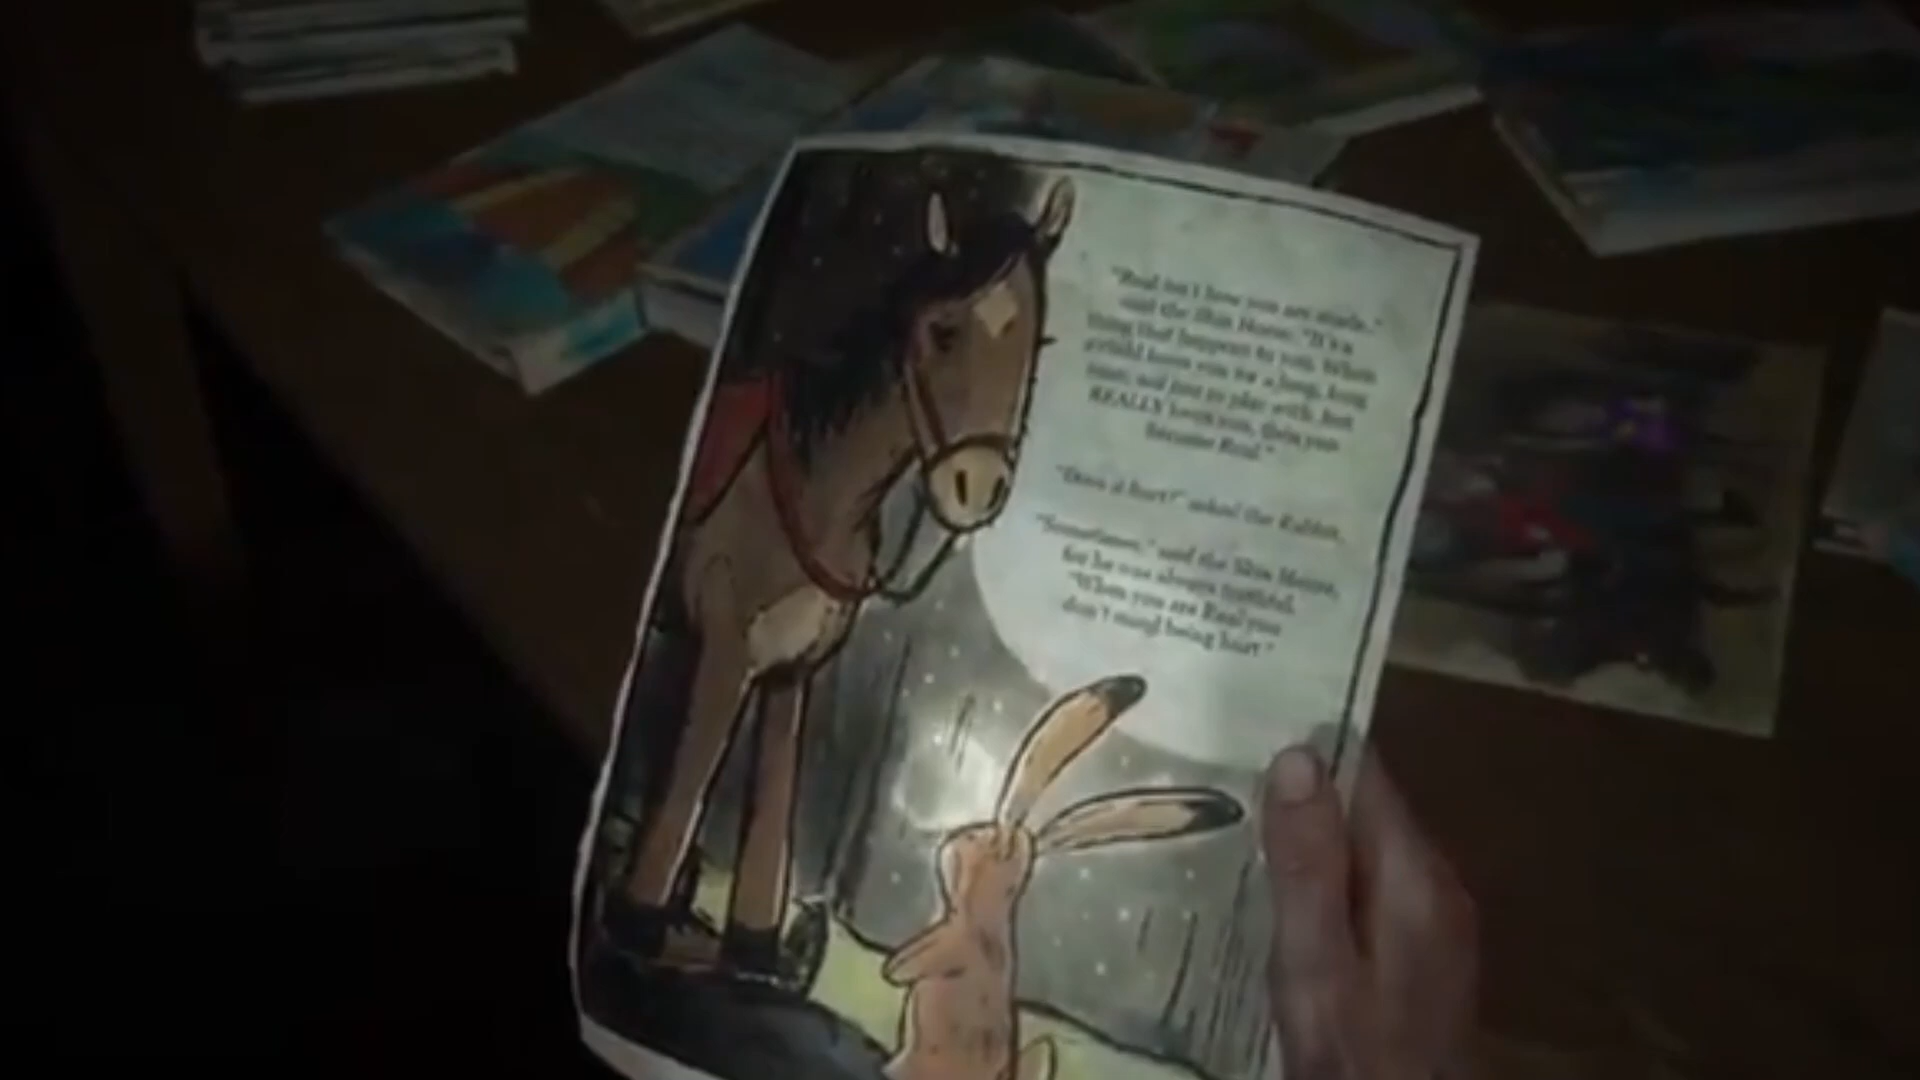 "Real isn't how you are made,"
said the Skin Horse. "It's a
thing that happens to you. When
a child loves you for a long, long
time, not just to play with, but
REALLY loves you, then you
become Real."
"Does it hurt?" asked the Rabbit.
"Sometimes," said the Skin Horse,
for he was always truthful.
"When you are Real you
don't mind being hurt."